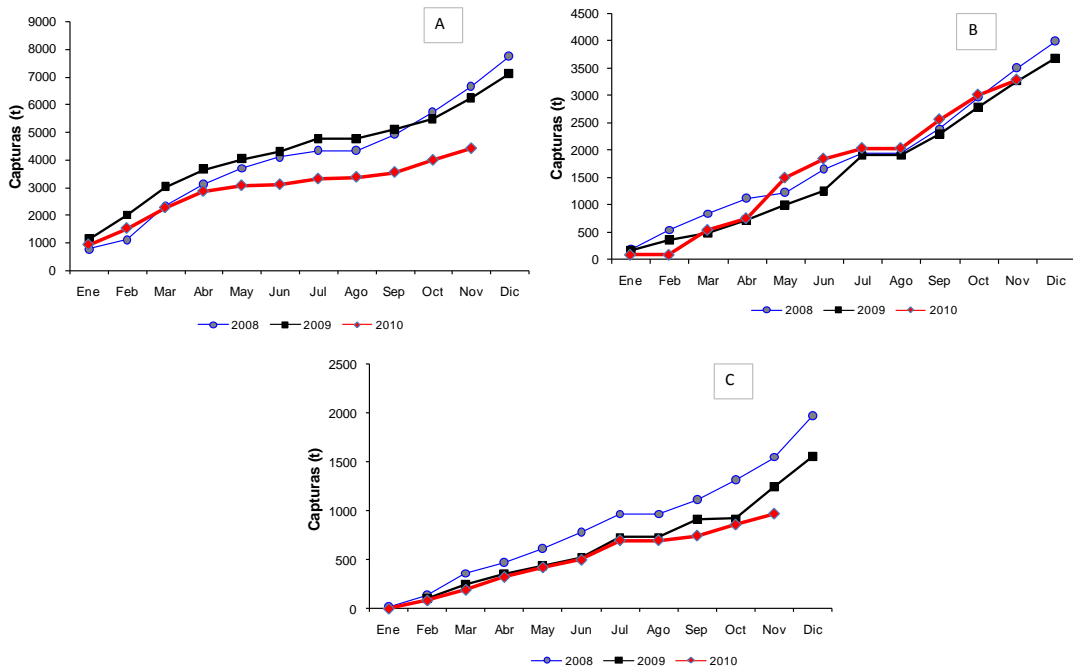 A
Capturas (t)
9000
8000
7000
6000
5000
4000
3000
2000
1000
0
Ene Feb Mar Abr May Jun Jul Ago Sep Oct Nov Dic
2008 2009 2010
B
Capturas (t)
4500
4000
3500
3000
2500
2000
1500
1000
500
0
Ene Feb Mar Abr May Jun Jul Ago Sep Oct Nov Dic
2008 2009 2010
C
Capturas (t)
2500
2000
1500
1000
500
0
Ene Feb Mar Abr May Jun Jul Ago Sep Oct Nov Dic
2008 2009 2010